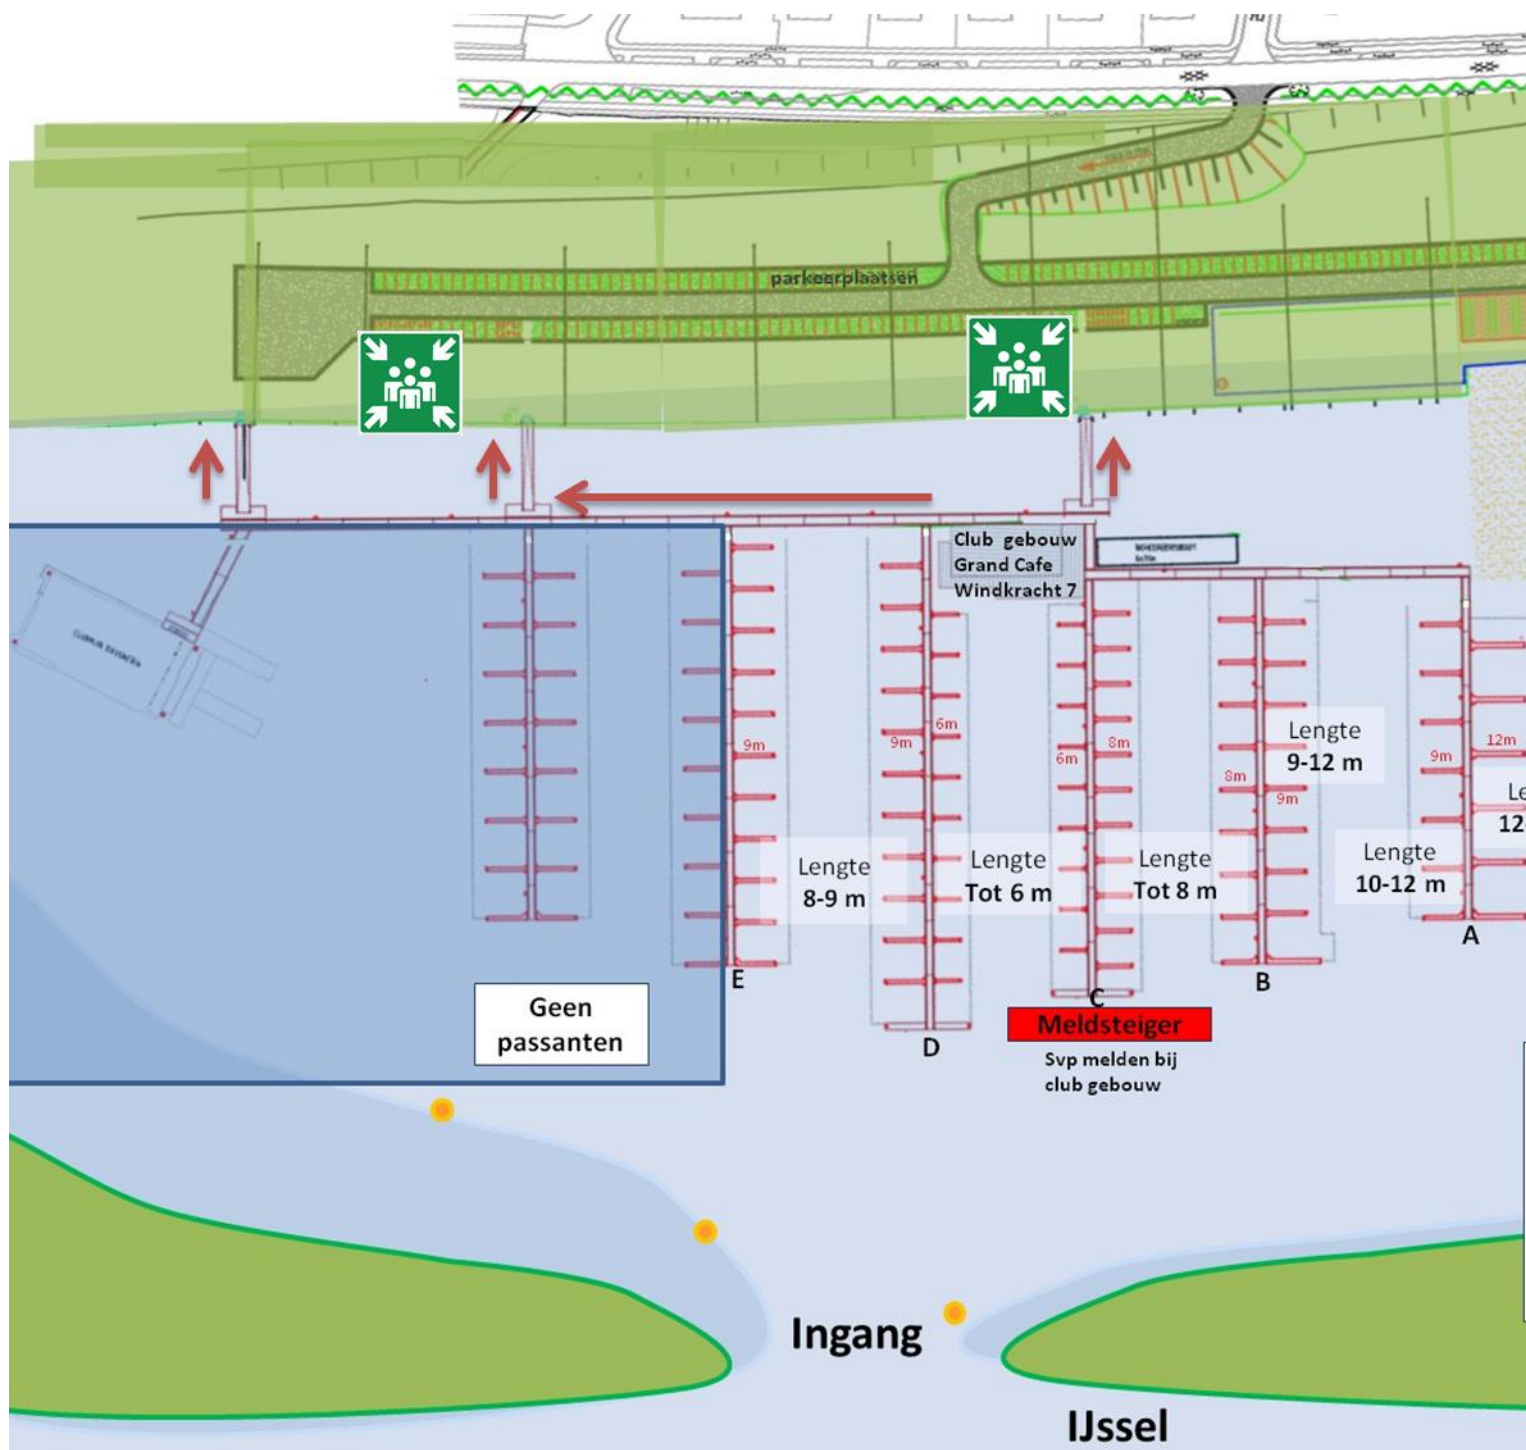 parkeerplaatsen
Club gebouw
Grand Cafe
Windkracht 7
6m
9m
9m
8m
6m
Lengte
9-12 m
8m
9m
12m
9m
Lengte
8-9 m
Lengte
Tot 6 m
Lengte
Tot 8 m
Lengte
10-12 m
Le
12-
A
E
B
C
D
Geen
passanten
Meldsteiger
Svp melden bij
club gebouw
Ingang
IJssel